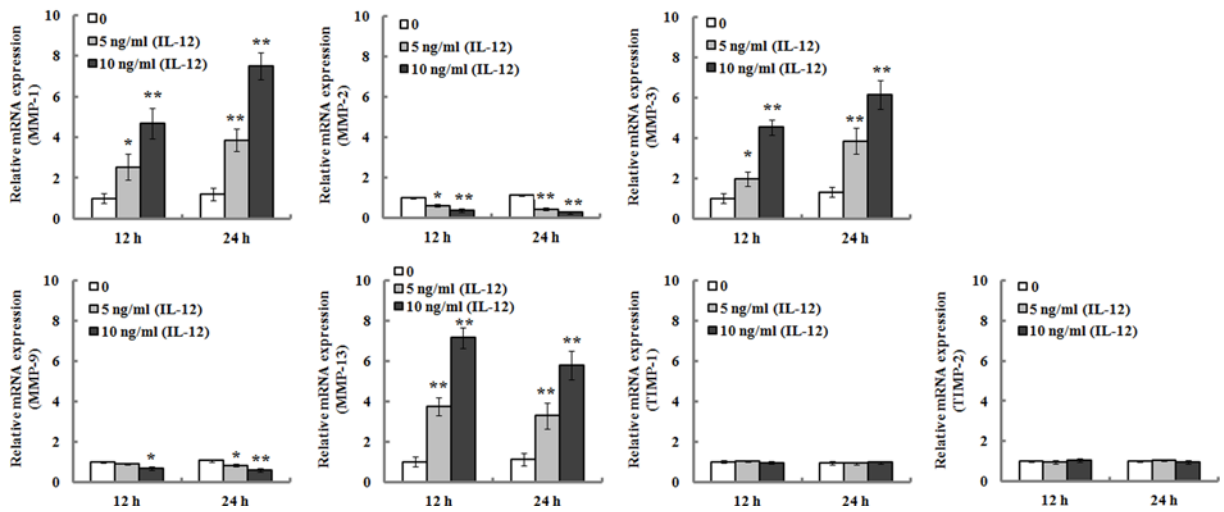 Relative mRNA expression
(MMP-1)
10
8
6
4
2
0
0
5 ng/ml (IL-12)
10 ng/ml (IL-12)
*
**
**
**
12 h
24 h
Relative mRNA expression
(MMP-2)
10
8
6
4
2
0
0
5 ng/ml (IL-12)
10 ng/ml (IL-12)
*
**
**
**
12 h
24 h
Relative mRNA expression
(MMP-3)
10
8
6
4
2
0
0
5 ng/ml (IL-12)
10 ng/ml (IL-12)
*
**
**
**
12 h
24 h
Relative mRNA expression
(MMP-9)
10
8
6
4
2
0
0
5 ng/ml (IL-12)
10 ng/ml (IL-12)
*
*
**
12 h
24 h
Relative mRNA expression
(MMP-13)
10
8
6
4
2
0
0
5 ng/ml (IL-12)
10 ng/ml (IL-12)
**
**
**
**
12 h
24 h
Relative mRNA expression
(TIMP-1)
10
8
6
4
2
0
0
5 ng/ml (IL-12)
10 ng/ml (IL-12)
12 h
24 h
Relative mRNA expression
(TIMP-2)
10
8
6
4
2
0
0
5 ng/ml (IL-12)
10 ng/ml (IL-12)
12 h
24 h